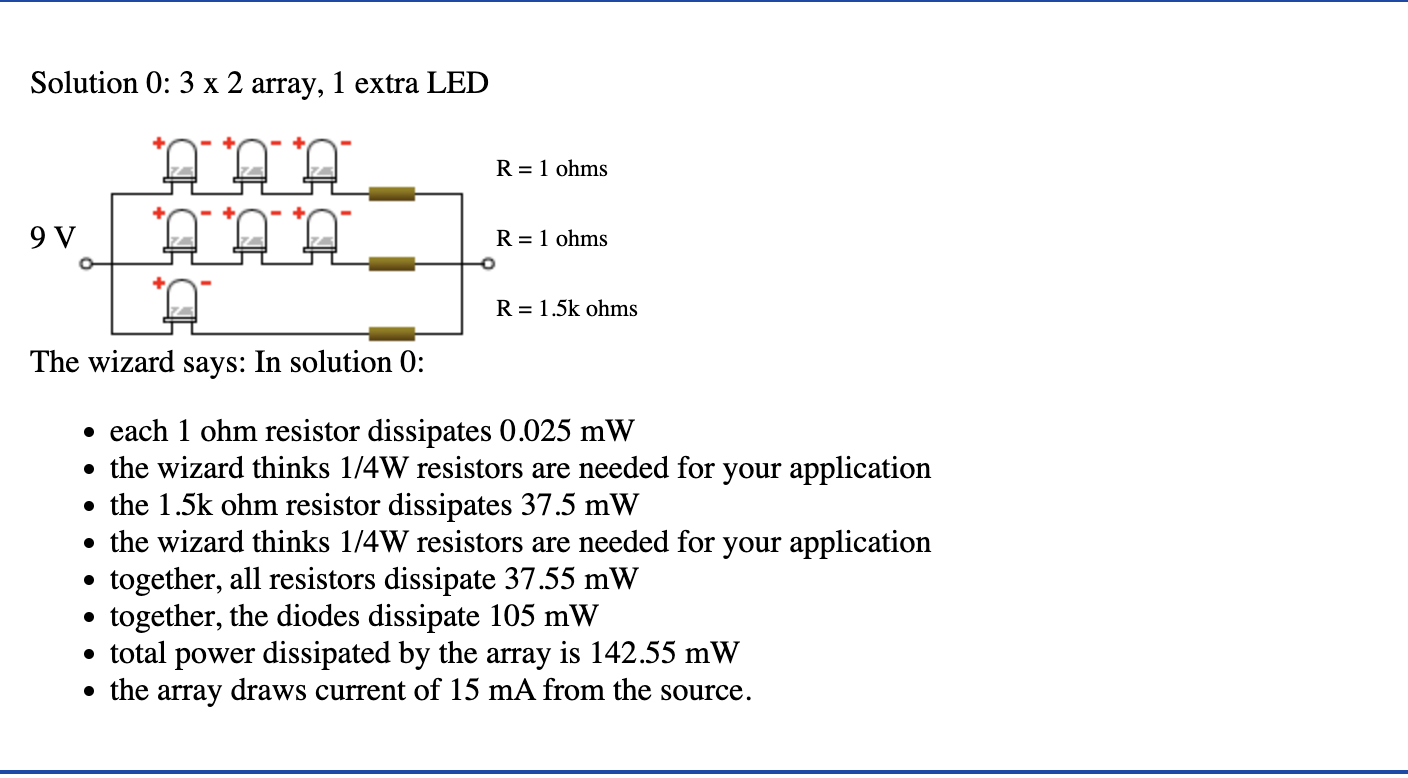 Solution 0: 3 x 2 array, 1 extra LED
+ - + - + -
R = 1 ohms
+ - + - + -
9 V
R = 1 ohms
+ -
R = 1.5k ohms
The wizard says: In solution 0:
• each 1 ohm resistor dissipates 0.025 mW
• the wizard thinks 1/4W resistors are needed for your application
• the 1.5k ohm resistor dissipates 37.5 mW
• the wizard thinks 1/4W resistors are needed for your application
• together, all resistors dissipate 37.55 mW
• together, the diodes dissipate 105 mW
• total power dissipated by the array is 142.55 mW
• the array draws current of 15 mA from the source.